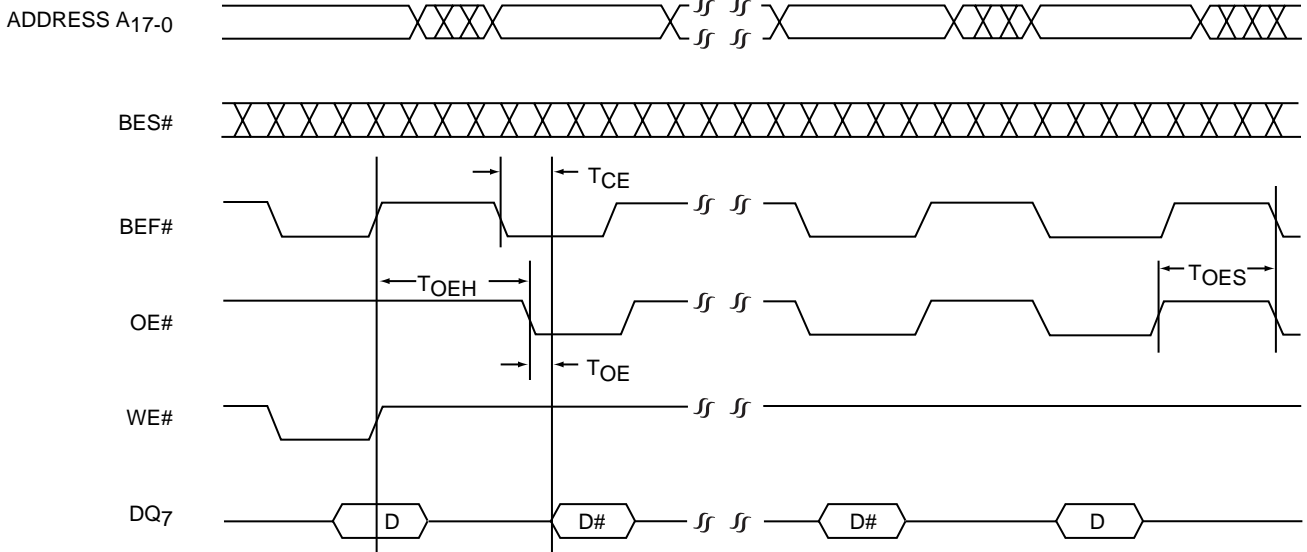 ADDRESS A17-0
BES#
TCE
BEF#
TOEH
TOES
OE#
TOE
WE#
DQ7
D
D#
D#
D